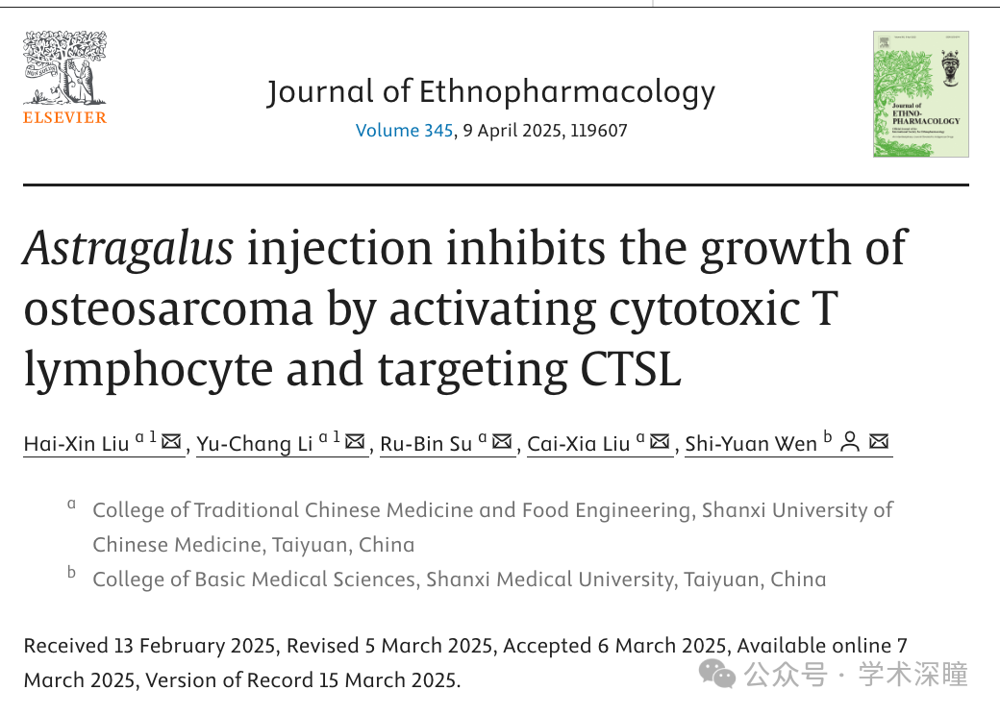 ELSEVIER
Journal of Ethnopharmacology
Volume 345, 9 April 2025, 119607
Journal of
ETHNO-
PHARMACOLOGY
Astragalus injection inhibits the growth of
osteosarcoma by activating cytotoxic T
lymphocyte and targeting CTSL
Hai-Xin Liu a 1, Yu-Chang Li a 1, Ru-Bin Su a, Cai-Xia Liu a, Shi-Yuan Wen b
a College of Traditional Chinese Medicine and Food Engineering, Shanxi University of
Chinese Medicine, Taiyuan, China
b College of Basic Medical Sciences, Shanxi Medical University, Taiyuan, China
Received 13 February 2025, Revised 5 March 2025, Accepted 6 March 2025, Available online 7
March 2025, Version of Record 15 March 2025.
公众号 · 学术深瞳